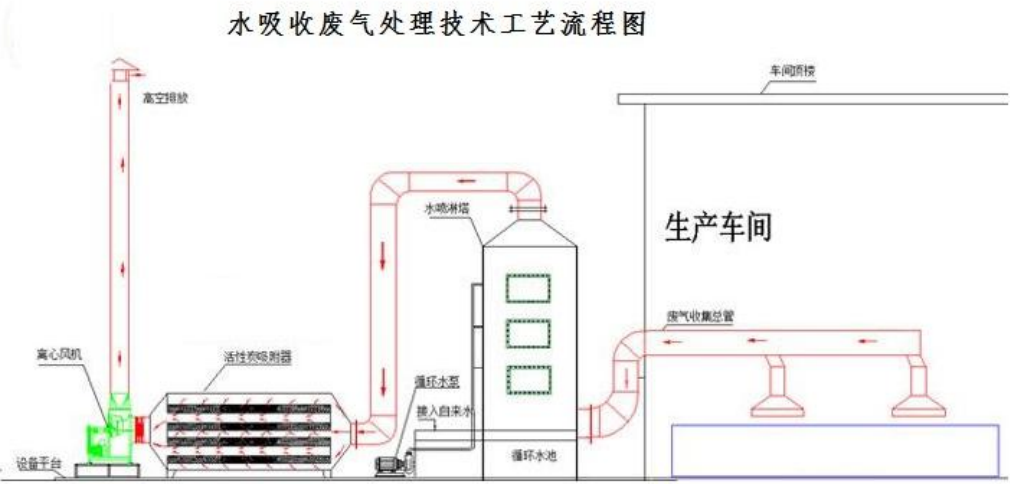 水吸收废气处理技术工艺流程图
车间顶楼
高空排放
水喷淋塔
生产车间
废气收集总管
离心风机
活性炭吸附器
循环水泵
接入自来水
循环水池
设备平台